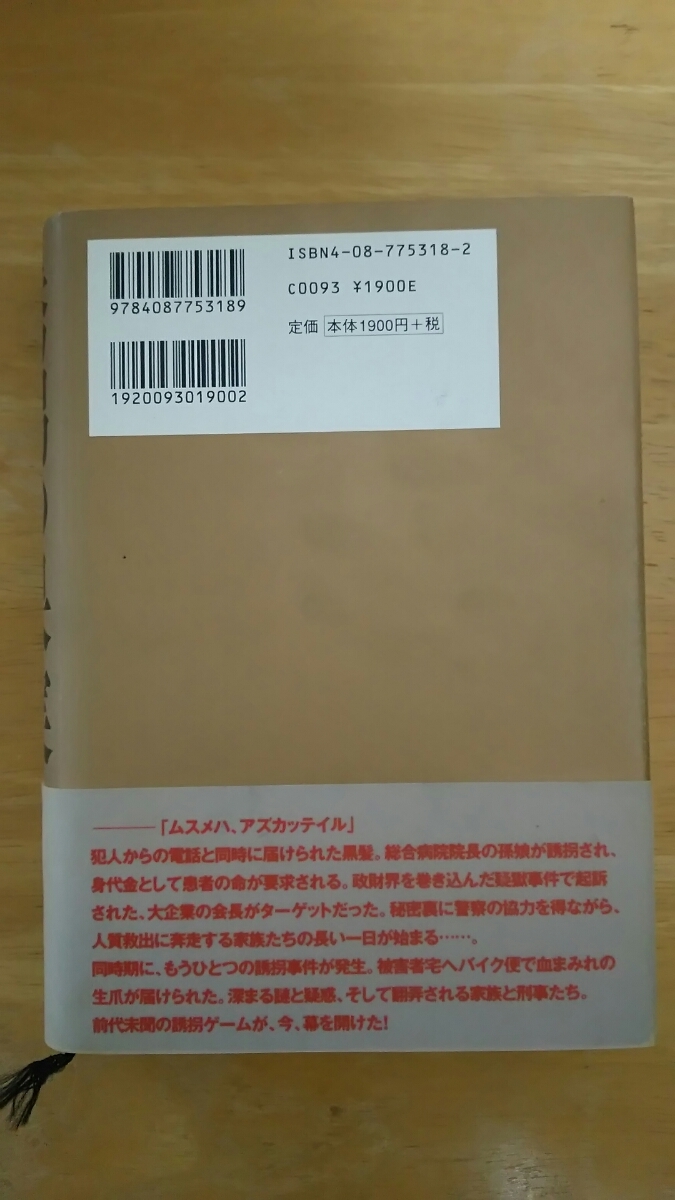 ISBN4-08-775318-2
9784087753189
C0093 ¥1900E
定価 本体1900円+税
1920093019002
――――「ムスメハ、アズカッテイル」
犯人からの電話と同時に届けられた黒髪。総合病院院長の孫娘が誘拐され、
身代金として患者の命が要求される。政財界を巻き込んだ疑獄事件で起訴
された、大企業の会長がターゲットだった。秘密裏に警察の協力を得ながら、
人質救出に奔走する家族たちの長い一日が始まる……。
同時期に、もうひとつの誘拐事件が発生。被害者宅へバイク便で血まみれの
生爪が届けられた。深まる謎と疑惑、そして翻弄される家族と刑事たち。
前代未聞の誘拐ゲームが、今、幕を開けた!